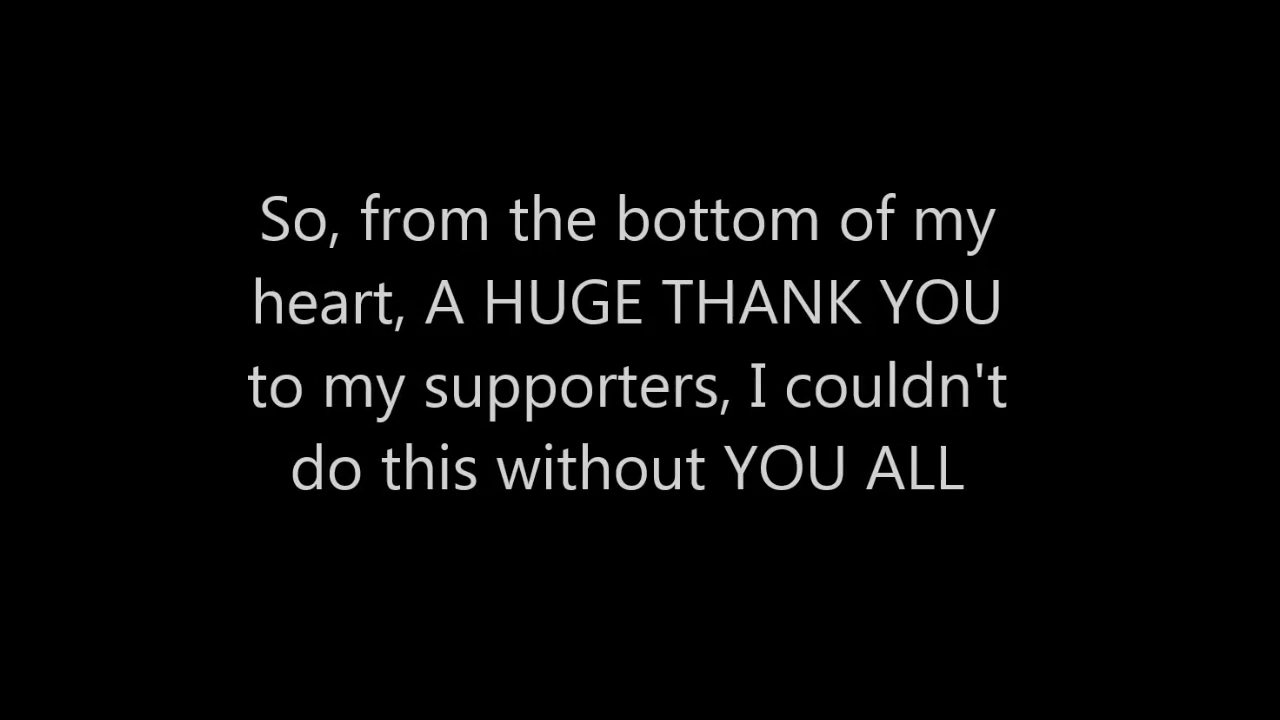 So, from the bottom of my
heart, A HUGE THANK YOU
to my supporters, I couldn't
do this without YOU ALL